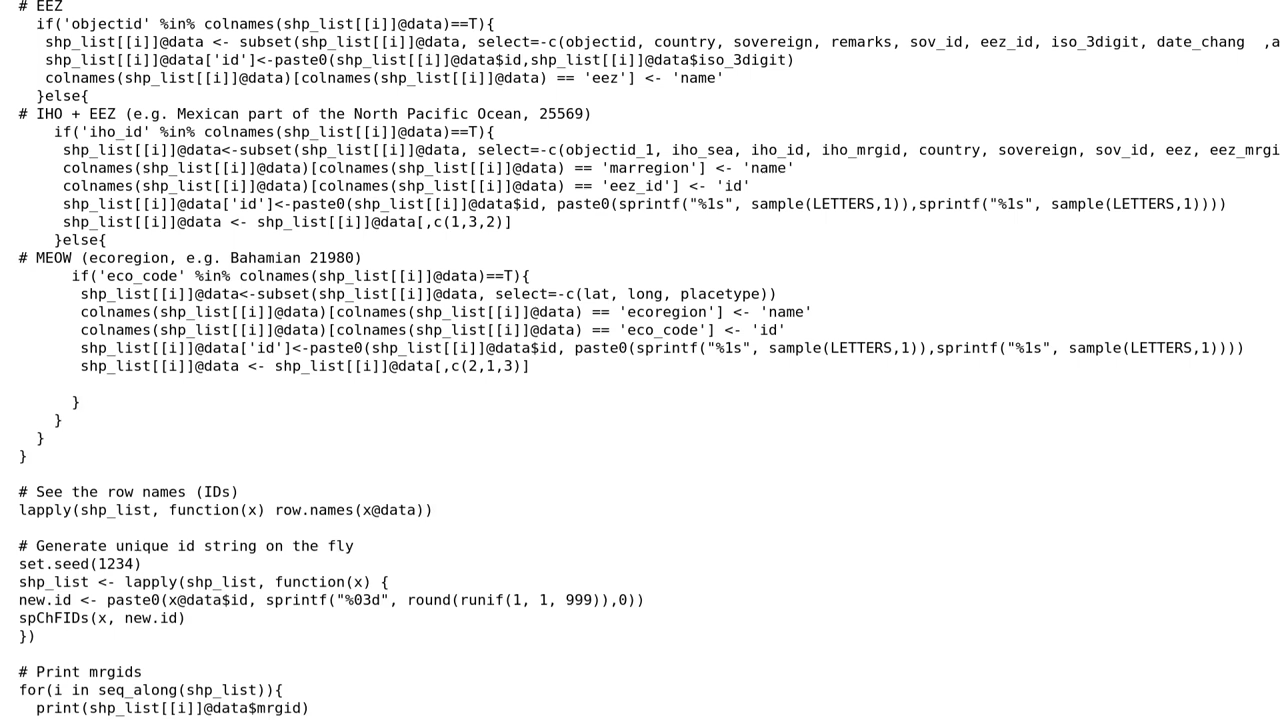 # EEZ
if('objectid' %in% colnames(shp_list[[i]]@data)==T){
shp_list[[i]]@data <- subset(shp_list[[i]]@data, select=-c(objectid, country, sovereign, remarks, sov_id, eez_id, iso_3digit, date_chang  ,a
shp_list[[i]]@data['id']<-paste0(shp_list[[i]]@data$id,shp_list[[i]]@data$iso_3digit)
colnames(shp_list[[i]]@data)[colnames(shp_list[[i]]@data) == 'eez'] <- 'name'
}else{
# IHO + EEZ (e.g. Mexican part of the North Pacific Ocean, 25569)
if('iho_id' %in% colnames(shp_list[[i]]@data)==T){
shp_list[[i]]@data<-subset(shp_list[[i]]@data, select=-c(objectid_1, iho_sea, iho_id, iho_mrgid, country, sovereign, sov_id, eez, eez_mrgi
colnames(shp_list[[i]]@data)[colnames(shp_list[[i]]@data) == 'marregion'] <- 'name'
colnames(shp_list[[i]]@data)[colnames(shp_list[[i]]@data) == 'eez_id'] <- 'id'
shp_list[[i]]@data['id']<-paste0(shp_list[[i]]@data$id, paste0(sprintf("%1s", sample(LETTERS,1)),sprintf("%1s", sample(LETTERS,1))))
shp_list[[i]]@data <- shp_list[[i]]@data[,c(1,3,2)]
}else{
# MEOW (ecoregion, e.g. Bahamian 21980)
if('eco_code' %in% colnames(shp_list[[i]]@data)==T){
shp_list[[i]]@data<-subset(shp_list[[i]]@data, select=-c(lat, long, placetype))
colnames(shp_list[[i]]@data)[colnames(shp_list[[i]]@data) == 'ecoregion'] <- 'name'
colnames(shp_list[[i]]@data)[colnames(shp_list[[i]]@data) == 'eco_code'] <- 'id'
shp_list[[i]]@data['id']<-paste0(shp_list[[i]]@data$id, paste0(sprintf("%1s", sample(LETTERS,1)),sprintf("%1s", sample(LETTERS,1))))
shp_list[[i]]@data <- shp_list[[i]]@data[,c(2,1,3)]
}
}
}
}
# See the row names (IDs)
lapply(shp_list, function(x) row.names(x@data))
# Generate unique id string on the fly
set.seed(1234)
shp_list <- lapply(shp_list, function(x) {
new.id <- paste0(x@data$id, sprintf("%03d", round(runif(1, 1, 999)),0))
spChFIDs(x, new.id)
})
# Print mrgids
for(i in seq_along(shp_list)){
print(shp_list[[i]]@data$mrgid)